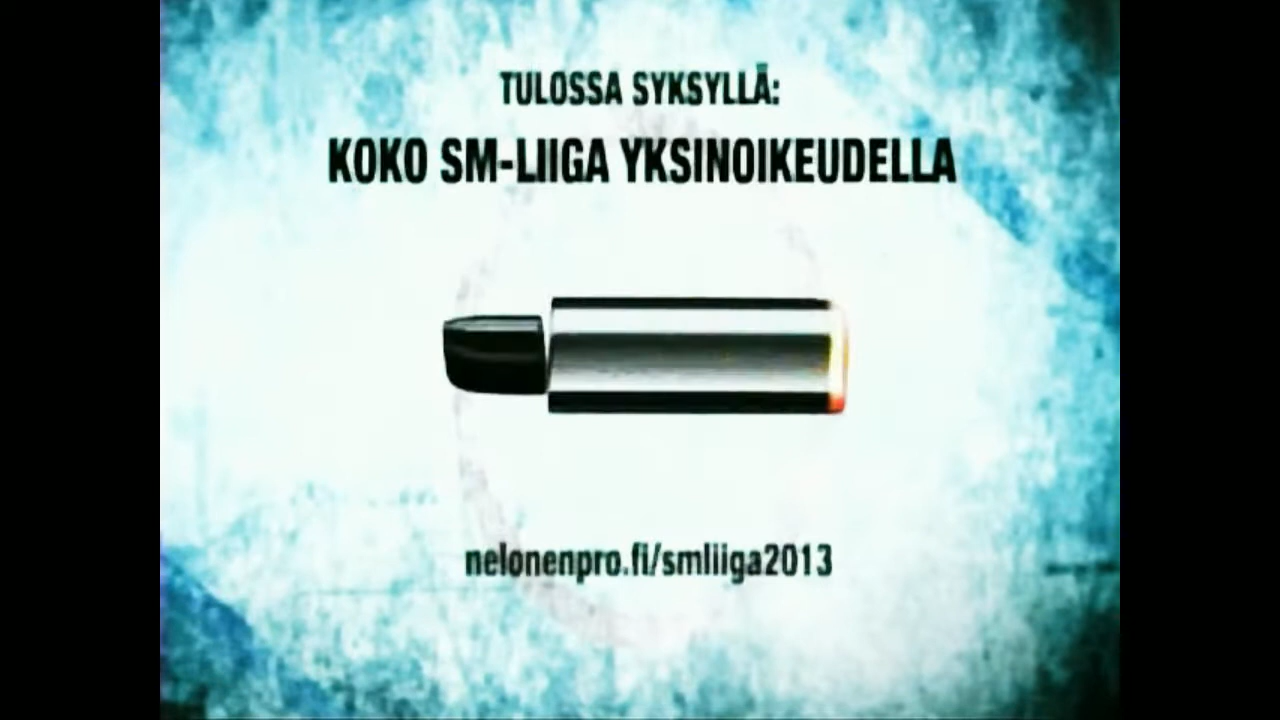 TULOSSA SYKSYLLÄ:
KOKO SM-LIIGA YKSINOIKEUDELLA
nelonenpro.fi/smliiga2013